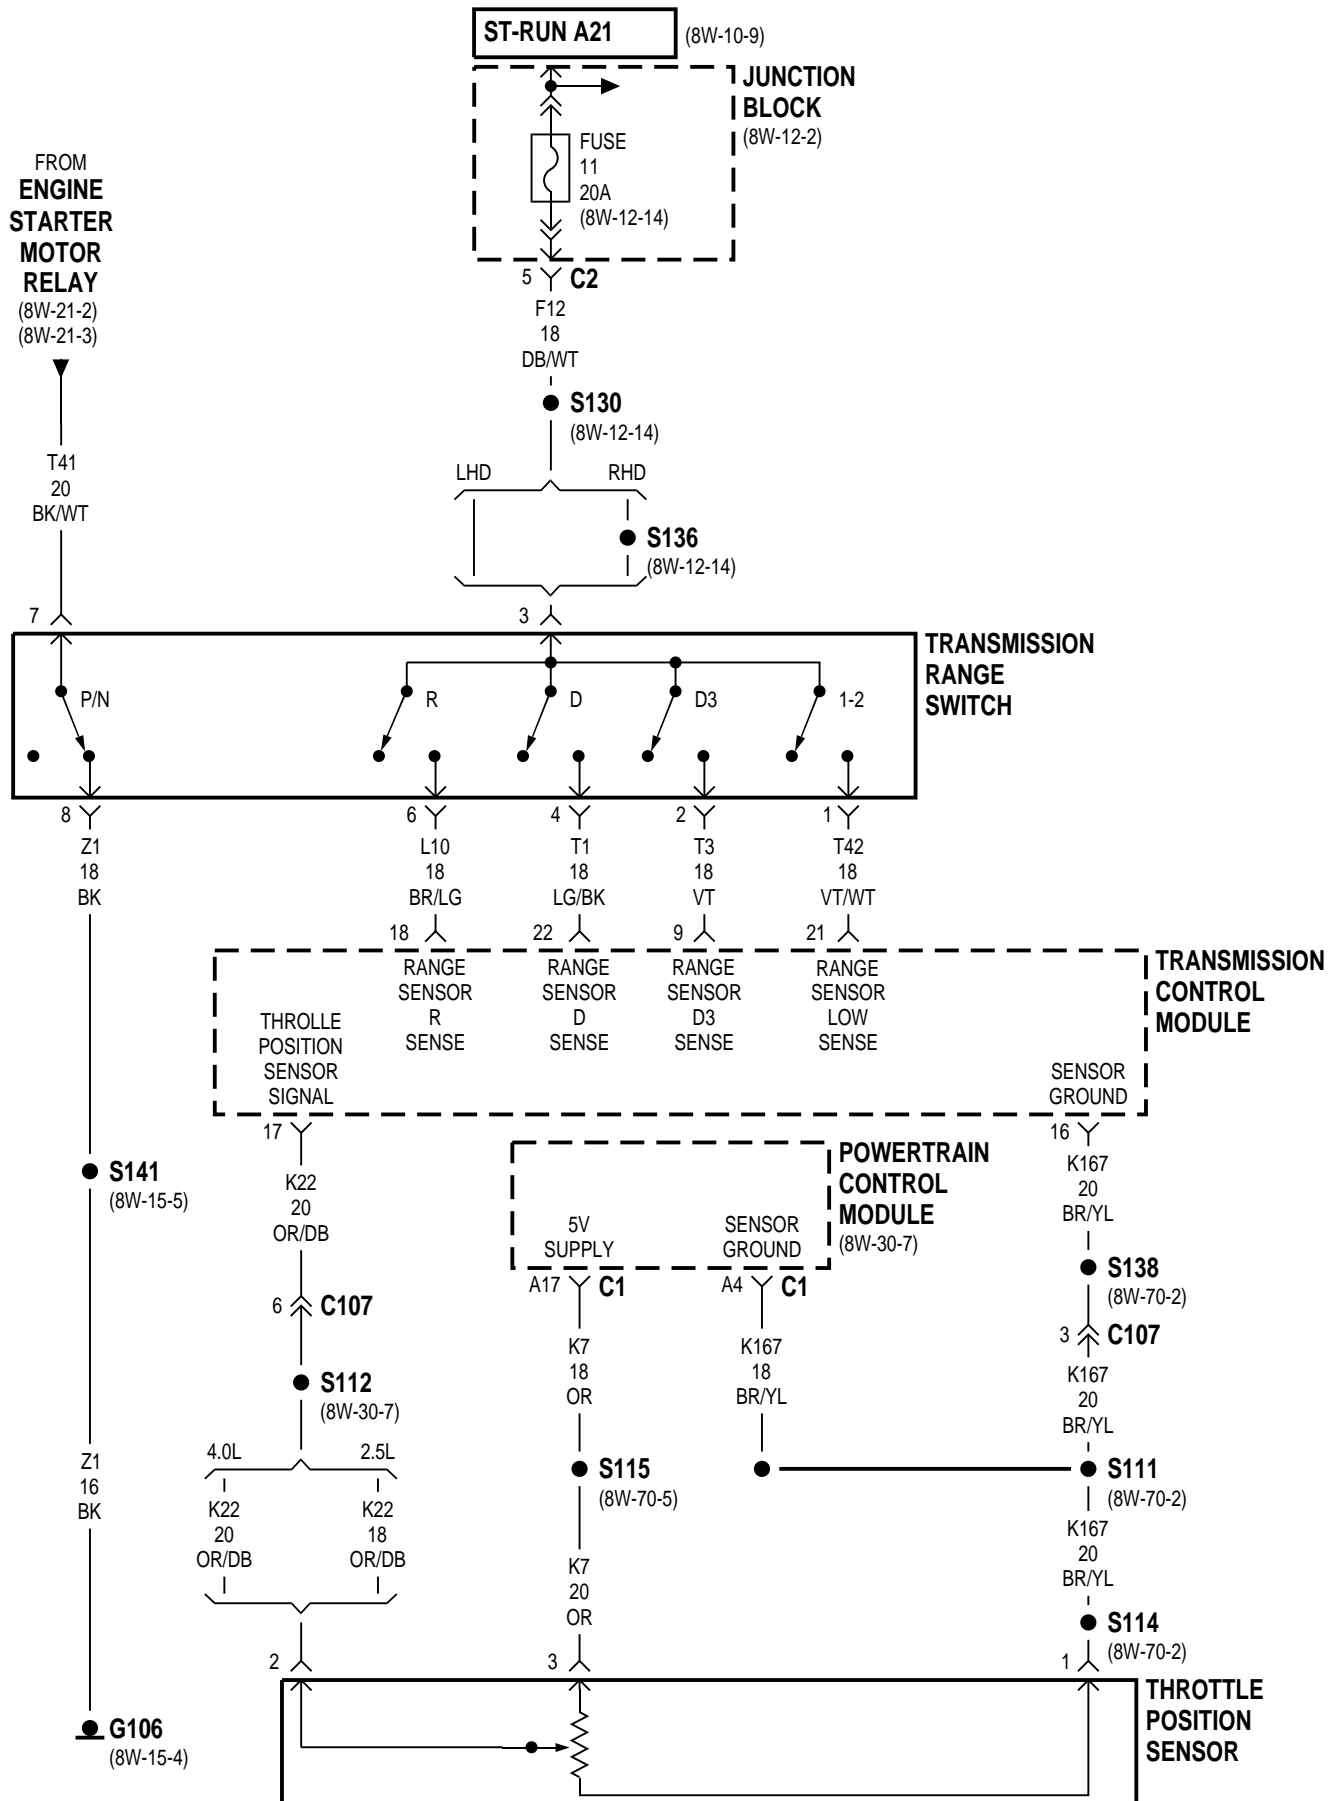 ST-RUN A21
(8W-10-9)
JUNCTION
BLOCK
(8W-12-2)
FUSE
11
20A
(8W-12-14)
5
C2
F12
18
DB/WT
S130
(8W-12-14)
LHD
RHD
S136
(8W-12-14)
3
FROM
ENGINE
STARTER
MOTOR
RELAY
(8W-21-2)
(8W-21-3)
T41
20
BK/WT
7
TRANSMISSION
RANGE
SWITCH
P/N
R
D
D3
1-2
8
6
4
2
1
Z1
18
BK
L10
18
BR/LG
T1
18
LG/BK
T3
18
VT
T42
18
VT/WT
18
22
9
21
TRANSMISSION
CONTROL
MODULE
RANGE
SENSOR
R
SENSE
RANGE
SENSOR
D
SENSE
RANGE
SENSOR
D3
SENSE
RANGE
SENSOR
LOW
SENSE
THROLLE
POSITION
SENSOR
SIGNAL
SENSOR
GROUND
17
16
K22
20
OR/DB
6
C107
S112
(8W-30-7)
4.0L
2.5L
K22
20
OR/DB
K22
18
OR/DB
2
POWERTRAIN
CONTROL
MODULE
(8W-30-7)
5V
SUPPLY
SENSOR
GROUND
A17
C1
A4
C1
K7
18
OR
K167
18
BR/YL
S115
(8W-70-5)
K7
20
OR
3
K167
20
BR/YL
S138
(8W-70-2)
3
C107
K167
20
BR/YL
S111
(8W-70-2)
K167
20
BR/YL
S114
(8W-70-2)
1
S141
(8W-15-5)
Z1
16
BK
G106
(8W-15-4)
THROTTLE
POSITION
SENSOR